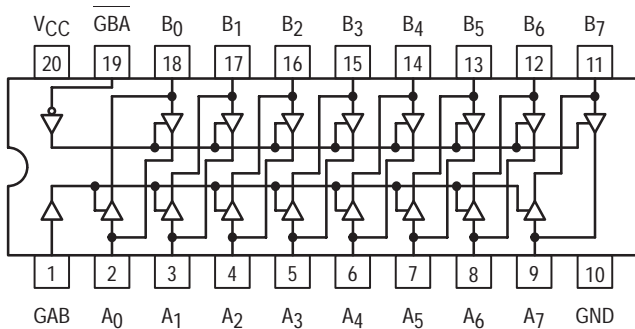 VCC GBA B0 B1 B2 B3 B4 B5 B6 B7
20 19 18 17 16 15 14 13 12 11
1 2 3 4 5 6 7 8 9 10
GAB A0 A1 A2 A3 A4 A5 A6 A7 GND